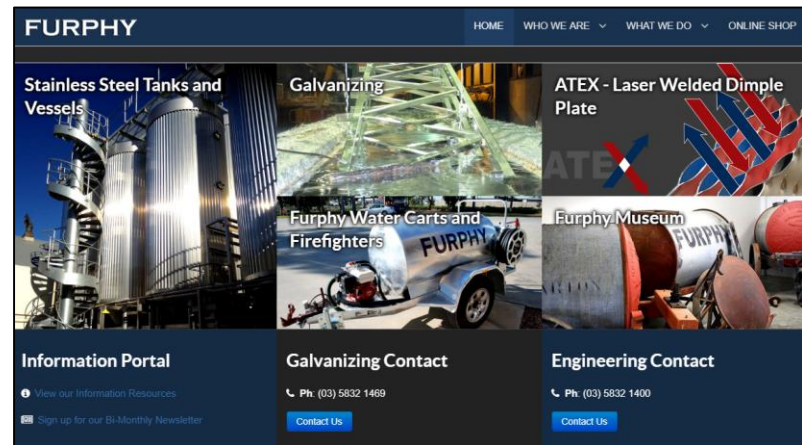 FURPHY
HOME WHO WE ARE WHAT WE DO ONLINE SHOP
Stainless Steel Tanks and
Vessels
Galvanizing
ATEX - Laser Welded Dimple
Plate
ATEX
Furphy Water Carts and
Firefighters
FURPHY
Furphy Museum
FURPHY
Information Portal
View our Information Resources
Sign up for our Bi-Monthly Newsletter
Galvanizing Contact
Ph: (03) 5832 1469
Contact Us
Engineering Contact
Ph: (03) 5832 1400
Contact Us